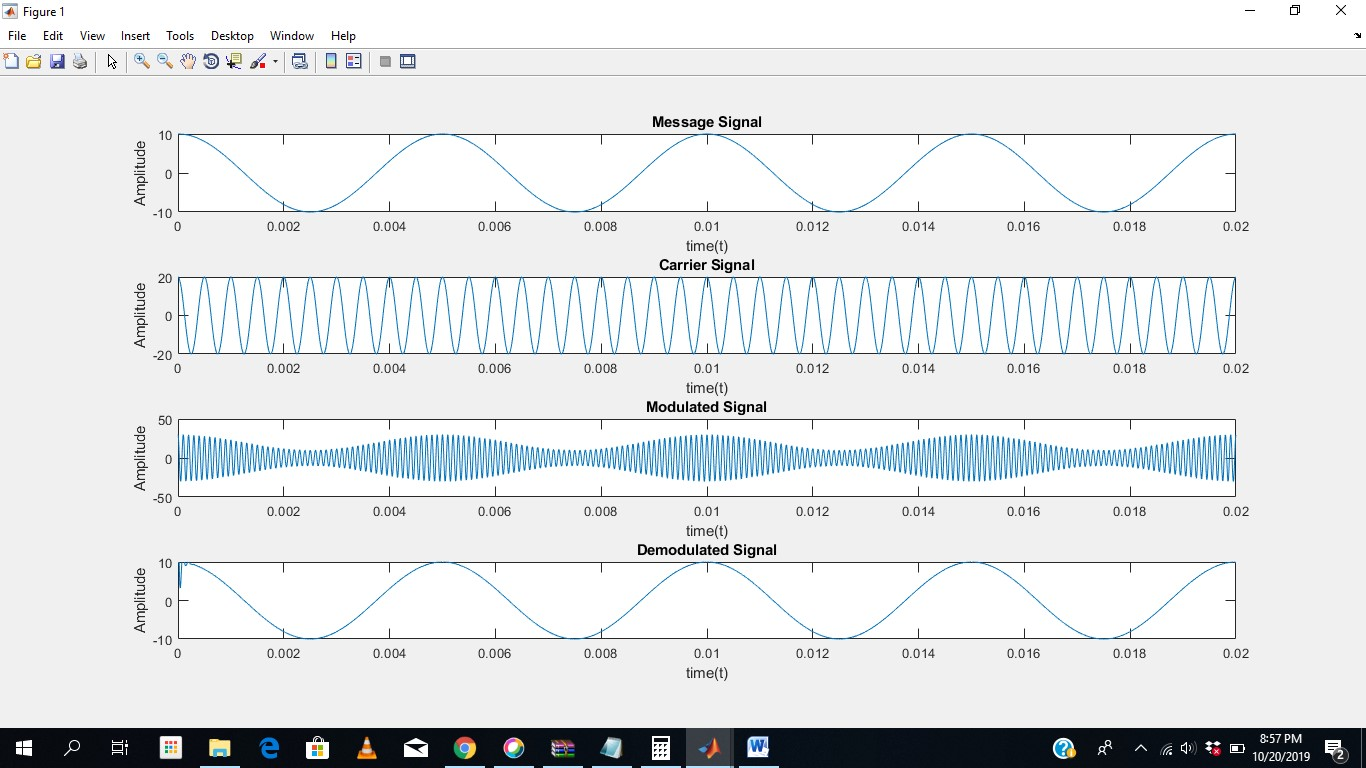 Figure 1
File Edit View Insert Tools Desktop Window Help
Message Signal
10
0
-10
Amplitude
0 0.002 0.004 0.006 0.008 0.01 0.012 0.014 0.016 0.018 0.02
time(t)
Carrier Signal
20
0
-20
Amplitude
0 0.002 0.004 0.006 0.008 0.01 0.012 0.014 0.016 0.018 0.02
time(t)
Modulated Signal
50
0
-50
Amplitude
0 0.002 0.004 0.006 0.008 0.01 0.012 0.014 0.016 0.018 0.02
time(t)
Demodulated Signal
10
0
-10
Amplitude
0 0.002 0.004 0.006 0.008 0.01 0.012 0.014 0.016 0.018 0.02
time(t)
8:57 PM
10/20/2019
2